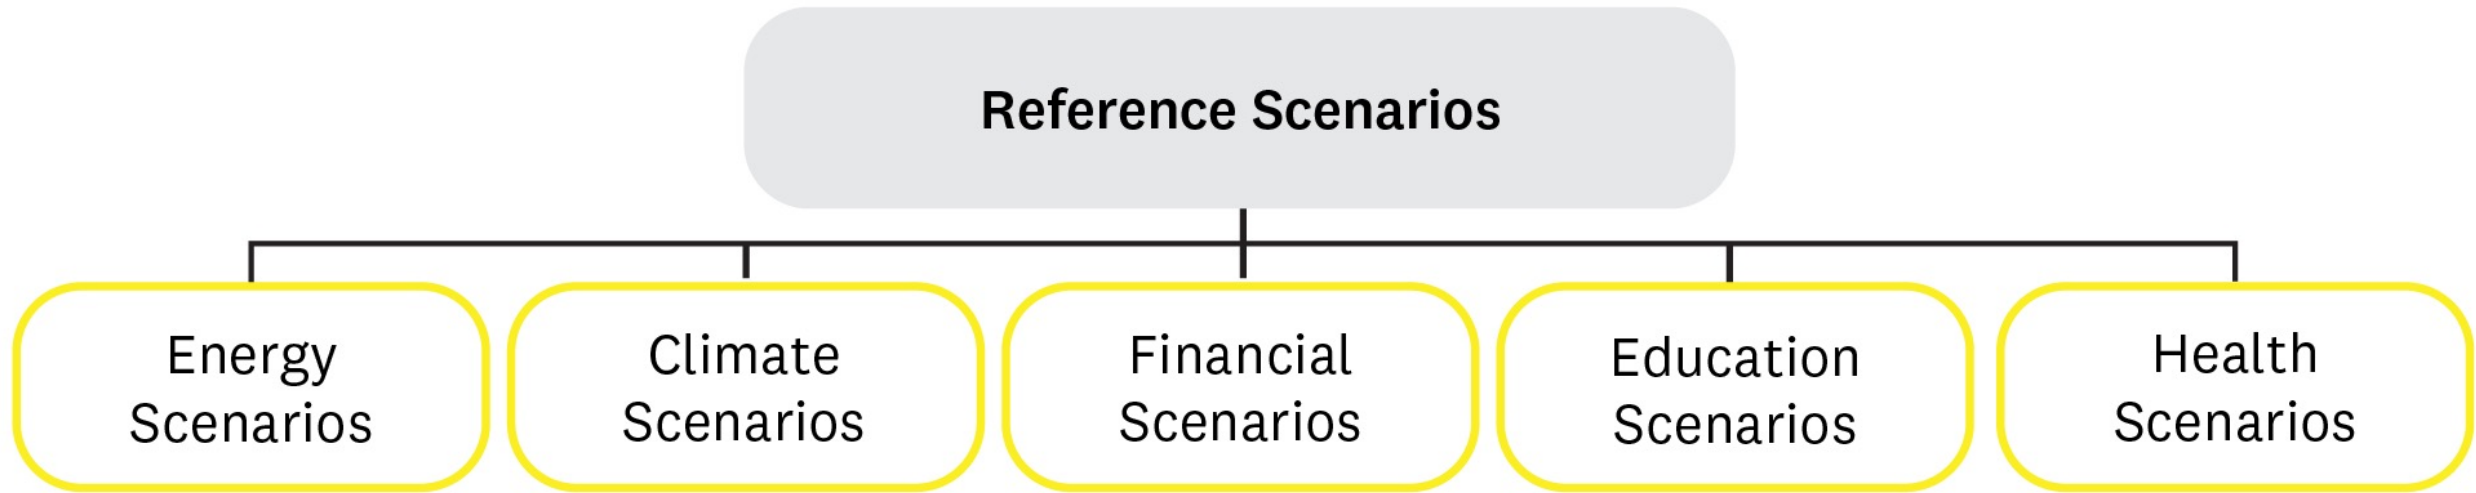 Reference Scenarios
Energy
Scenarios
Climate
Scenarios
Financial
Scenarios
Education
Scenarios
Health
Scenarios